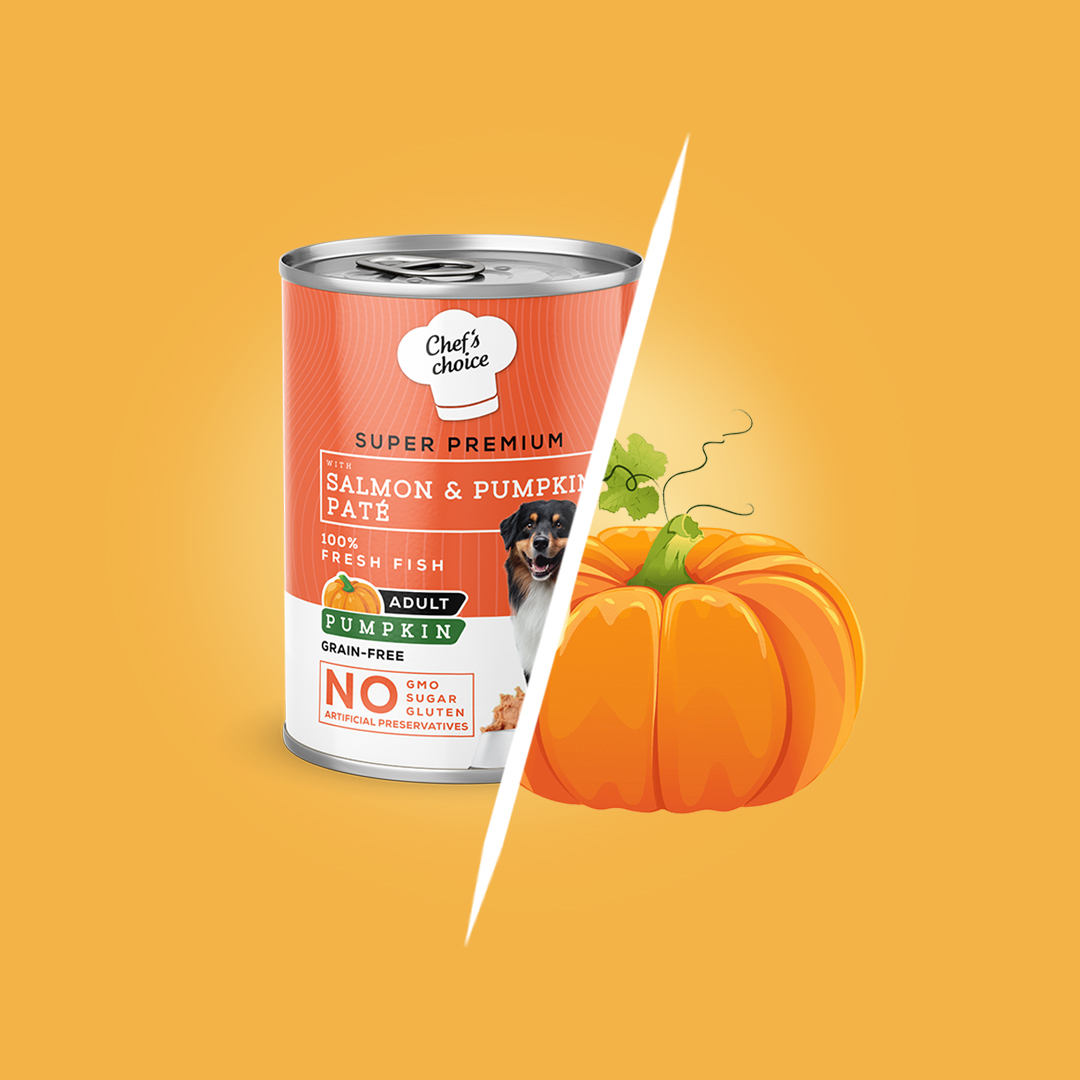 Chef's
choice
SUPER PREMIUM
WITH
SALMON & PUMPKIN
PATÉ
100%
FRESH FISH
ADULT
PUMPKIN
GRAIN-FREE
NO GMO
SUGAR
GLUTEN
ARTIFICIAL PRESERVATIVES